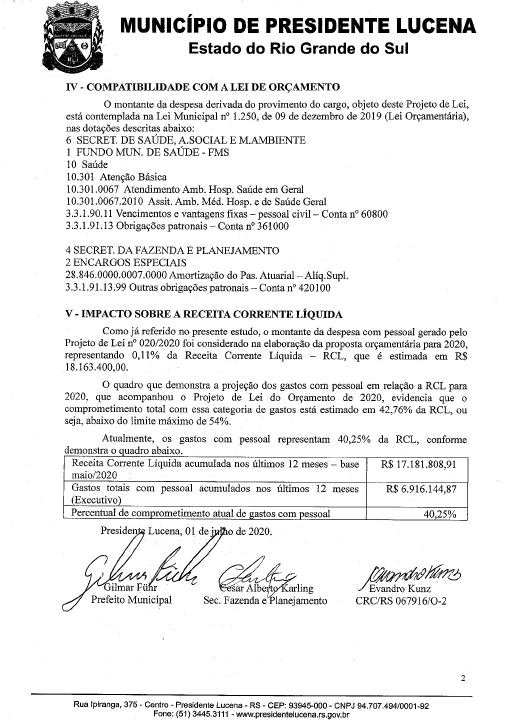 MUNICÍPIO DE PRESIDENTE LUCENA
Estado do Rio Grande do Sul
IV - COMPATIBILIDADE COM A LEI DE ORÇAMENTO
O montante da despesa derivada do provimento do cargo, objeto deste Projeto de Lei,
está contemplada na Lei Municipal nº 1.250, de 09 de dezembro de 2019 (Lei Orçamentária),
nas dotações descritas abaixo:
6 SECRET. DE SAÚDE, A.SOCIAL E M.AMBIENTE
1 FUNDO MUN. DE SAÚDE - FMS
10 Saúde
10.301 Atenção Básica
10.301.0067 Atendimento Amb. Hosp. Saúde em Geral
10.301.0067.2010 Assit. Amb. Méd. Hosp. e de Saúde Geral
3.3.1.90.11 Vencimentos e vantagens fixas – pessoal civil – Conta nº 60800
3.3.1.91.13 Obrigações patronais – Conta nº 361000
4 SECRET. DA FAZENDA E PLANEJAMENTO
2 ENCARGOS ESPECIAIS
28.846.0000.0007.0000 Amortização do Pas. Atuarial – Alíq.Supl.
3.3.1.91.13.99 Outras obrigações patronais – Conta nº 420100
V - IMPACTO SOBRE A RECEITA CORRENTE LÍQUIDA
Como já referido no presente estudo, o montante da despesa com pessoal gerado pelo
Projeto de Lei nº 020/2020 foi considerado na elaboração da proposta orçamentária para 2020,
representando 0,11% da Receita Corrente Líquida – RCL, que é estimada em R$
18.163.400,00.
O quadro que demonstra a projeção dos gastos com pessoal em relação a RCL para
2020, que acompanhou o Projeto de Lei do Orçamento de 2020, evidencia que o
comprometimento total com essa categoria de gastos está estimado em 42,76% da RCL, ou
seja, abaixo do limite máximo de 54%.
Atualmente, os gastos com pessoal representam 40,25% da RCL, conforme
demonstra o quadro abaixo.
Receita Corrente Líquida acumulada nos últimos 12 meses – base R$ 17.181.808,91
maio/2020
Gastos totais com pessoal acumulados nos últimos 12 meses R$ 6.916.144,87
(Executivo)
Percentual de comprometimento atual de gastos com pessoal 40,25%
Presidente Lucena, 01 de julho de 2020.
Gilmar Führ
Prefeito Municipal
Cesar Alberto Karling
Sec. Fazenda e Planejamento
Evandro Kunz
CRC/RS 067916/O-2
2
Rua Ipiranga, 375 - Centro - Presidente Lucena - RS - CEP: 93945-000 - CNPJ 94.707.494/0001-92
Fone: (51) 3445.3111 - www.presidentelucena.rs.gov.br